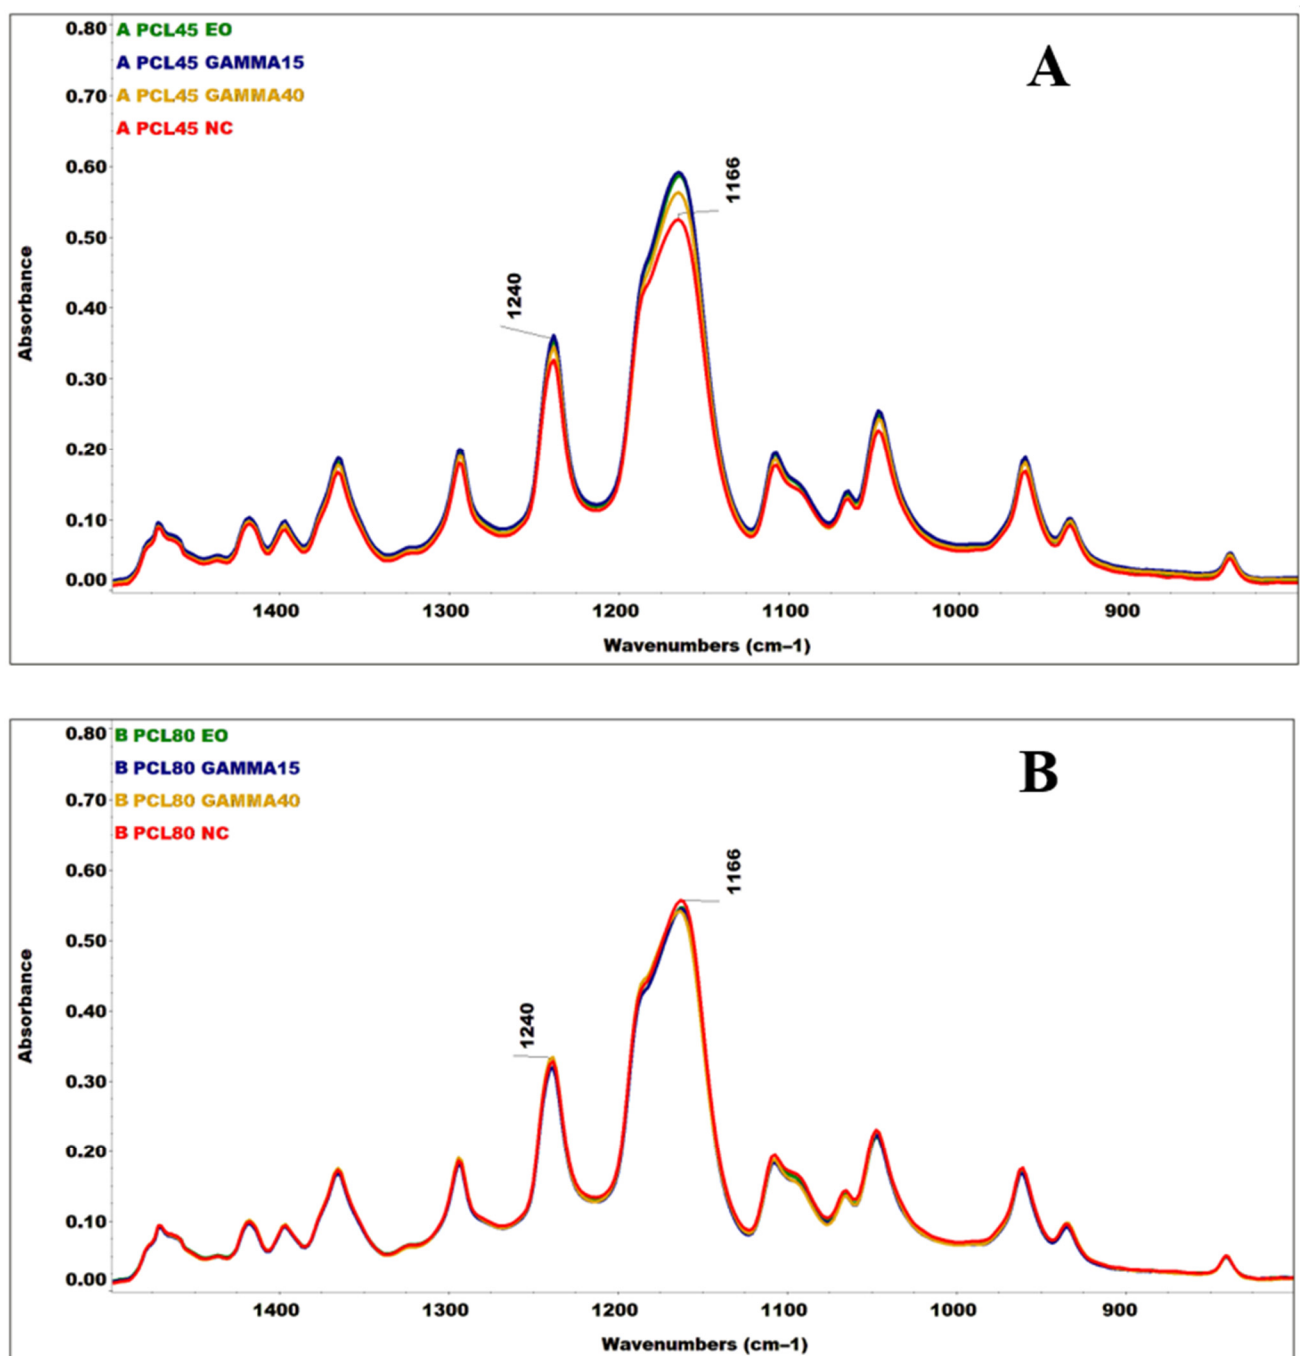 0.80
A PCL45 EO
A PCL45 GAMMA15
A PCL45 GAMMA40
A PCL45 NC
A
0.70
0.60
0.50
0.40
0.30
0.20
0.10
0.00
Absorbance
1240
1166
1400 1300 1200 1100 1000 900
Wavenumbers (cm–1)
0.80
B PCL80 EO
B PCL80 GAMMA15
B PCL80 GAMMA40
B PCL80 NC
B
0.70
0.60
0.50
0.40
0.30
0.20
0.10
0.00
Absorbance
1240
1166
1400 1300 1200 1100 1000 900
Wavenumbers (cm–1)